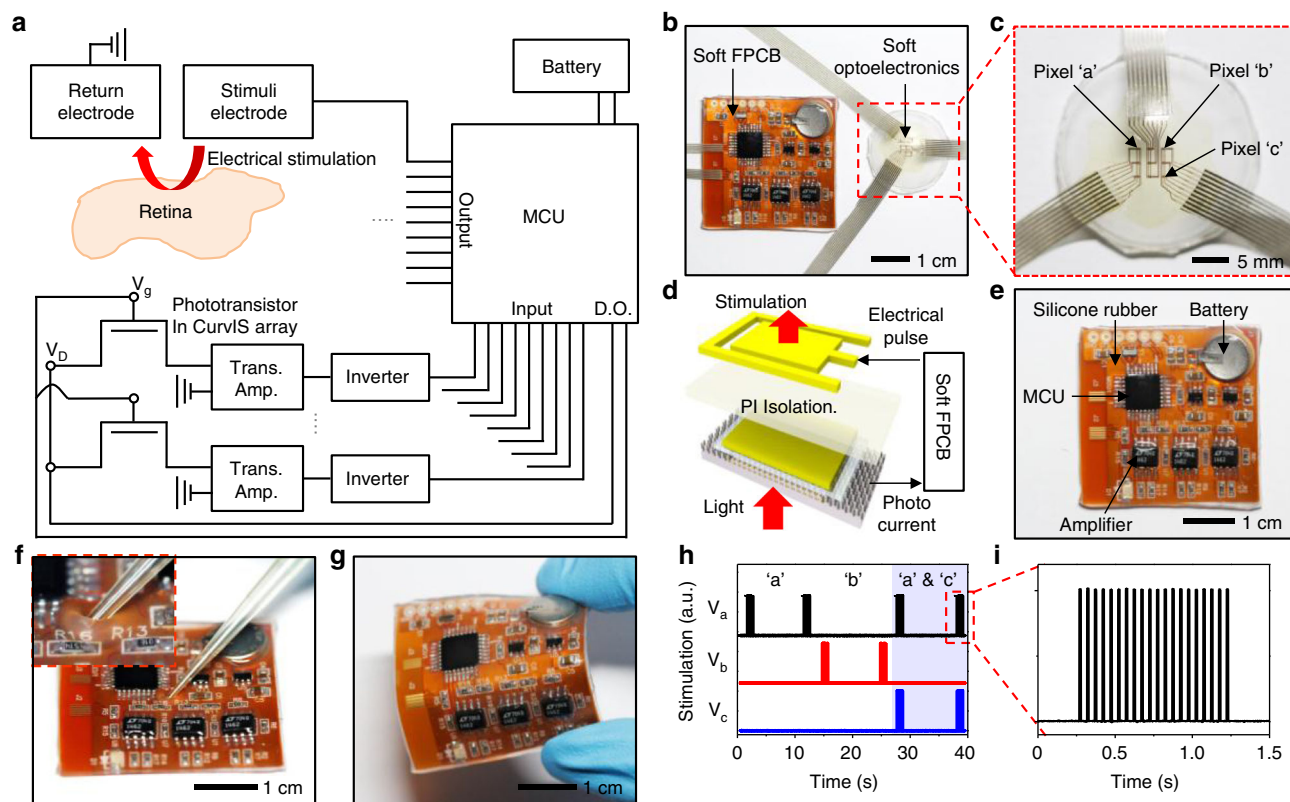 a
Return
electrode
Stimuli
electrode
Battery
Electrical stimulation
Retina
MCU
Output
Input
D.O.
Vg
Phototransistor
In CurvIS array
VD
Trans.
Amp.
Inverter
Trans.
Amp.
Inverter
b
Soft FPCB
Soft
optoelectronics
1 cm
c
Pixel ‘a’
Pixel ‘b’
Pixel ‘c’
5 mm
d
Stimulation
Electrical
pulse
PI Isolation.
Soft FPCB
Light
Photo
current
e
Silicone rubber
Battery
MCU
Amplifier
1 cm
f
R15
R13
1 cm
g
1 cm
h
‘a’
‘b’
‘a’ & ‘c’
Stimulation (a.u.)
Va
Vb
Vc
0 10 20 30 40
Time (s)
i
0 0.5 1.0 1.5
Time (s)